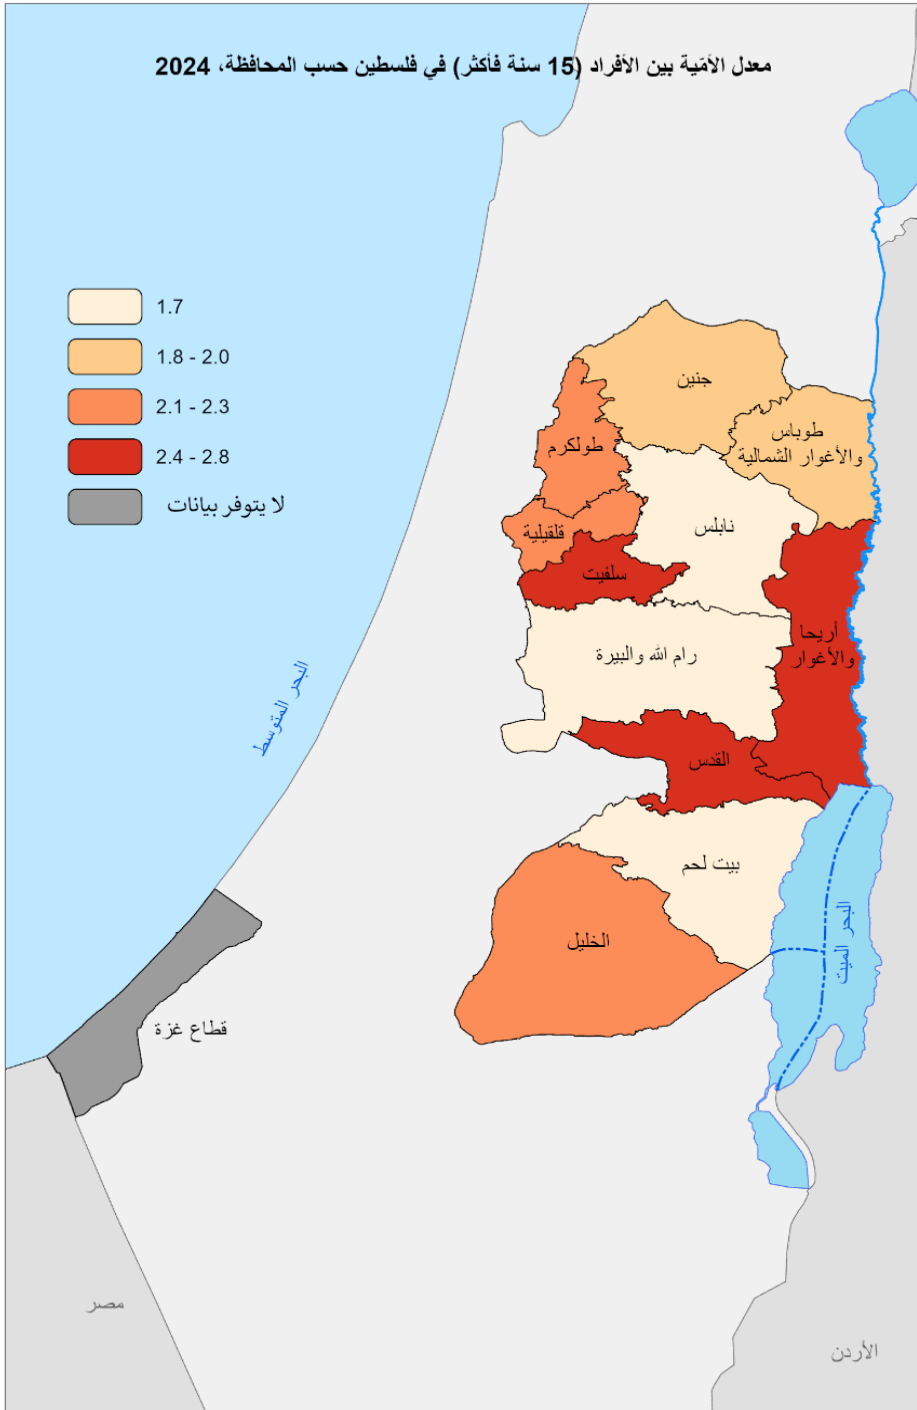 معدل الأمّية بين الأفراد (15 سنة فأكثر) في فلسطين حسب المحافظة، 2024
1.7
1.8 - 2.0
2.1 - 2.3
2.4 - 2.8
لا يتوفر بيانات
جنين
طوباس
والأغوار الشمالية
طولكرم
نابلس
قلقيلية
سلفيت
أريحا
والأغوار
رام الله والبيرة
البحر المتوسط
القدس
بيت لحم
البحر الميت
الخليل
قطاع غزة
مصر
الأردن